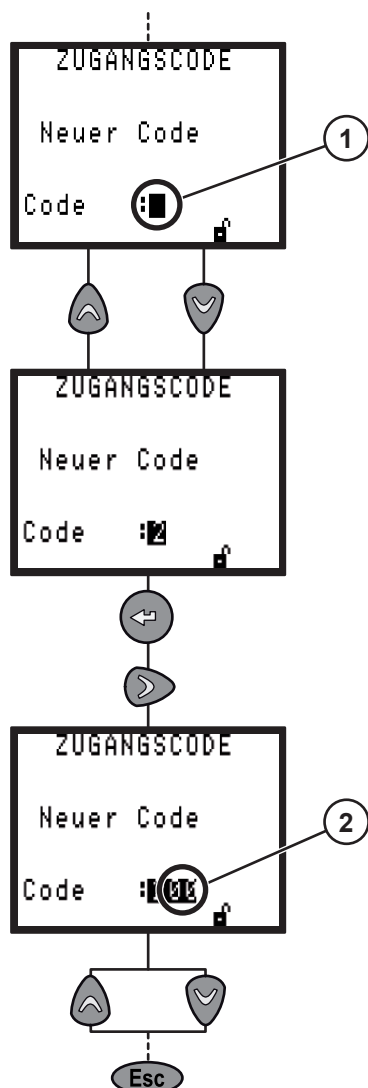 ZUGANGSCODE
Neuer Code
Code :
1
ZUGANGSCODE
Neuer Code
Code :2
ZUGANGSCODE
Neuer Code
Code :
2
Esc